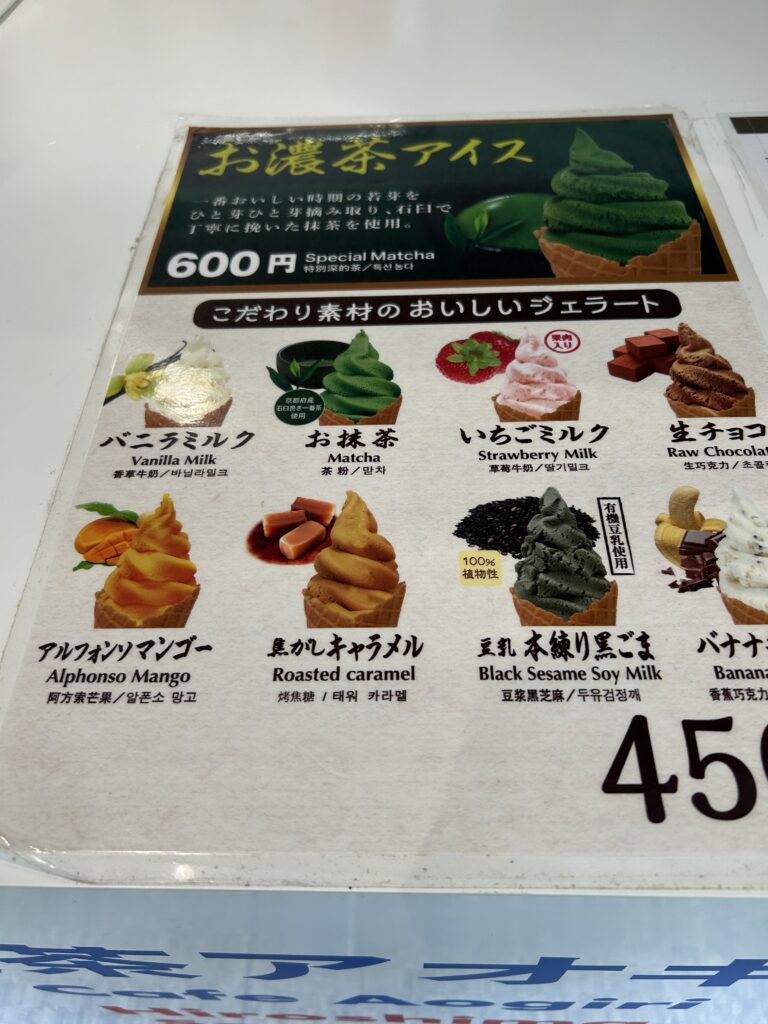 お濃茶アイス
一番おいしい時期の若芽を
ひと芽ひと芽摘み取り、石臼で
丁寧に挽いた抹茶を使用。
600円 Special Matcha
特別深的茶/특선농다
こだわり素材のおいしいジェラート
バニラミルク
Vanilla Milk
香草牛奶/바닐라밀크
京都府産
石臼挽き一番茶
使用
お抹茶
Matcha
茶粉/맏차
果肉
入り
いちごミルク
Strawberry Milk
草莓牛奶/딸기밀크
生チョコ
Raw Chocolat
生巧克力/초콜
アルフォンソマンゴー
Alphonso Mango
阿方索芒果/알폰소 망고
焦がしキャラメル
Roasted caramel
烤焦糖 / 태워 카라멜
100%
植物性
有機豆乳使用
豆乳 本練り黒ごま
Black Sesame Soy Milk
豆浆黑芝麻/두유검정깨
バナナ
Banana
香蕉巧克力
450
茶アオギ
Cafe Aogiri
Hiroshima